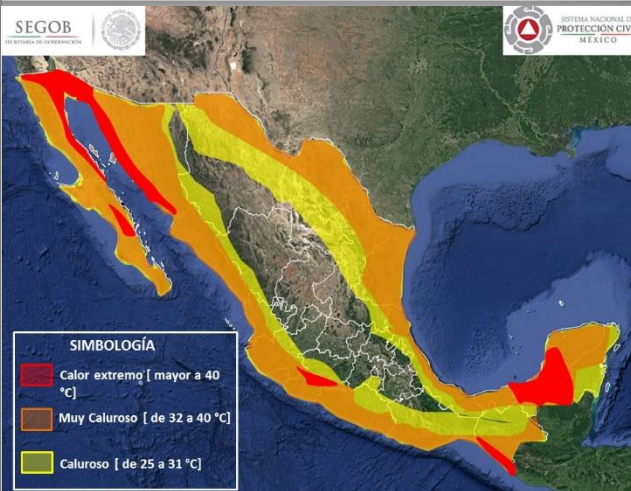 SEGOB
SECRETARÍA DE GOBERNACIÓN
SISTEMA NACIONAL D
PROTECCIÓN CIV
MÉXICO
SIMBOLOGÍA
Calor extremo [ mayor a 40
°C]
Muy Caluroso [ de 32 a 40 °C]
Caluroso [ de 25 a 31 °C]